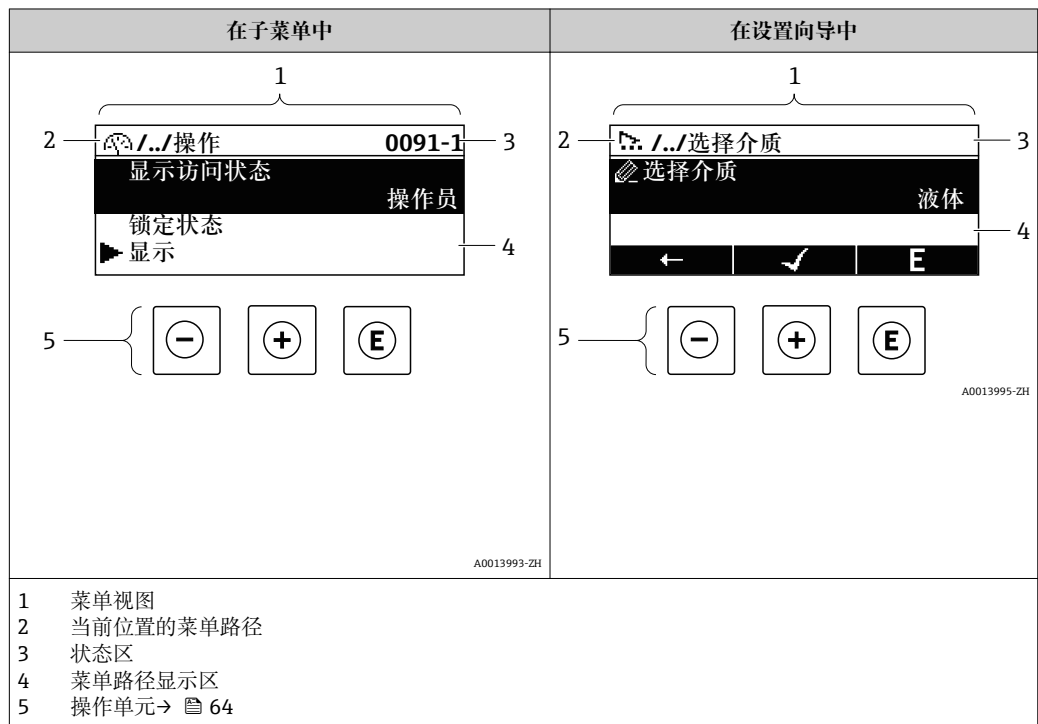 在子菜单中
在设置向导中
1
2
/../操作 0091-1
3
显示访问状态
操作员
锁定状态
显示
4
5
- + E
A0013993-ZH
1
2
/../选择介质
3
选择介质
液体
4
← ✓ E
5
- + E
A0013995-ZH
1 菜单视图
2 当前位置的菜单路径
3 状态区
4 菜单路径显示区
5 操作单元→ 64